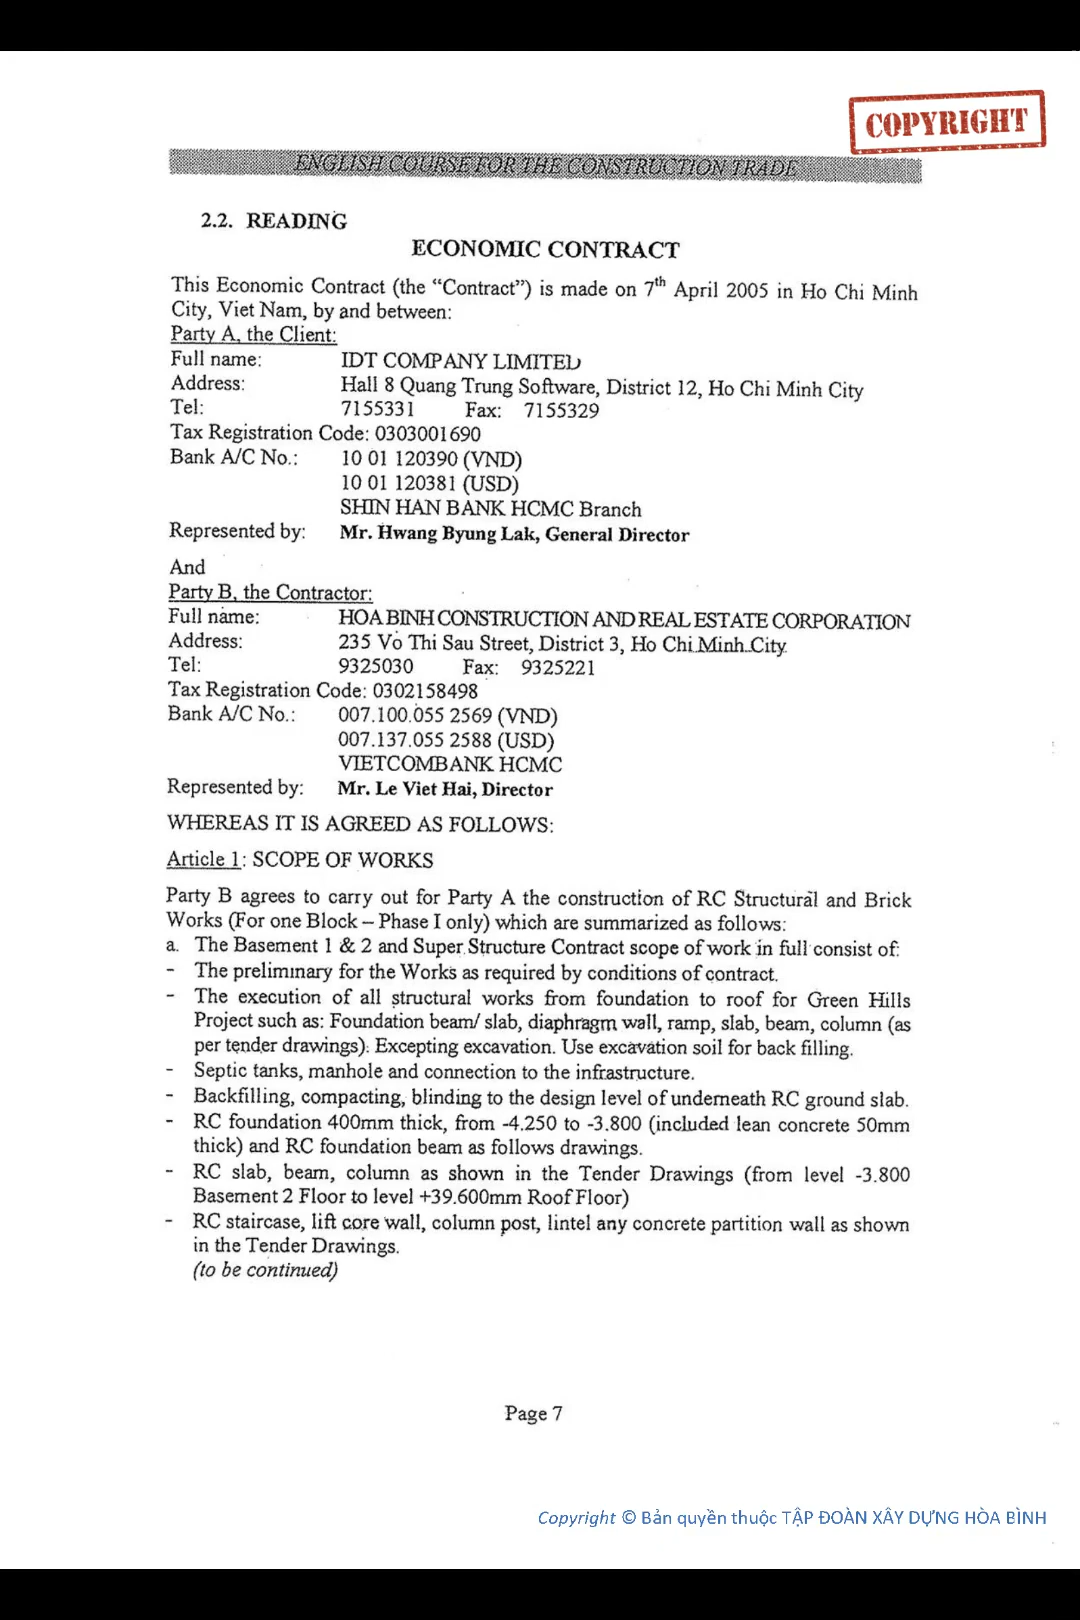 COPYRIGHT
ENGLISH COURSE FOR THE CONSTRUCTION TRADE
2.2. READING
ECONOMIC CONTRACT
This Economic Contract (the “Contract”) is made on 7th April 2005 in Ho Chi Minh
City, Viet Nam, by and between:
Party A, the Client:
Full name: IDT COMPANY LIMITED
Address: Hall 8 Quang Trung Software, District 12, Ho Chi Minh City
Tel: 7155331 Fax: 7155329
Tax Registration Code: 0303001690
Bank A/C No.: 10 01 120390 (VND)
10 01 120381 (USD)
SHIN HAN BANK HCMC Branch
Represented by: Mr. Hwang Byung Lak, General Director
And
Party B, the Contractor:
Full name: HOA BINH CONSTRUCTION AND REAL ESTATE CORPORATION
Address: 235 Vo Thi Sau Street, District 3, Ho Chi Minh City
Tel: 9325030 Fax: 9325221
Tax Registration Code: 0302158498
Bank A/C No.: 007.100.055 2569 (VND)
007.137.055 2588 (USD)
VIETCOMBANK HCMC
Represented by: Mr. Le Viet Hai, Director
WHEREAS IT IS AGREED AS FOLLOWS:
Article 1: SCOPE OF WORKS
Party B agrees to carry out for Party A the construction of RC Structural and Brick
Works (For one Block – Phase I only) which are summarized as follows:
a. The Basement 1 & 2 and Super Structure Contract scope of work in full consist of:
- The preliminary for the Works as required by conditions of contract.
- The execution of all structural works from foundation to roof for Green Hills
Project such as: Foundation beam/ slab, diaphragm wall, ramp, slab, beam, column (as
per tender drawings). Excepting excavation. Use excavation soil for back filling.
- Septic tanks, manhole and connection to the infrastructure.
- Backfilling, compacting, blinding to the design level of underneath RC ground slab.
- RC foundation 400mm thick, from -4.250 to -3.800 (included lean concrete 50mm
thick) and RC foundation beam as follows drawings.
- RC slab, beam, column as shown in the Tender Drawings (from level -3.800
Basement 2 Floor to level +39.600mm Roof Floor)
- RC staircase, lift core wall, column post, lintel any concrete partition wall as shown
in the Tender Drawings.
(to be continued)
Page 7
Copyright © Bản quyền thuộc TẬP ĐOÀN XÂY DỰNG HÒA BÌNH